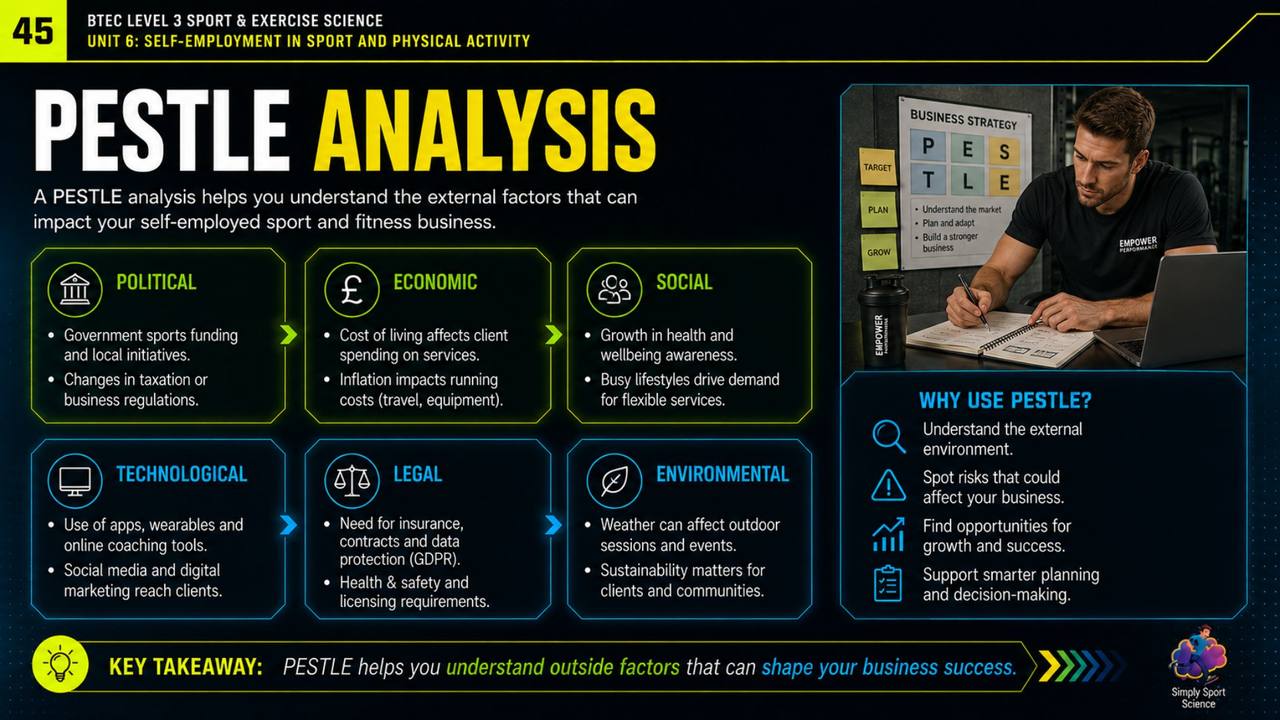 45
BTEC LEVEL 3 SPORT & EXERCISE SCIENCE
UNIT 6: SELF-EMPLOYMENT IN SPORT AND PHYSICAL ACTIVITY
PESTLE ANALYSIS
A PESTLE analysis helps you understand the external factors that can
impact your self-employed sport and fitness business.
POLITICAL
• Government sports funding
and local initiatives.
• Changes in taxation or
business regulations.
£
ECONOMIC
• Cost of living affects client
spending on services.
• Inflation impacts running
costs (travel, equipment).
SOCIAL
• Growth in health and
wellbeing awareness.
• Busy lifestyles drive demand
for flexible services.
TECHNOLOGICAL
• Use of apps, wearables and
online coaching tools.
• Social media and digital
marketing reach clients.
LEGAL
• Need for insurance,
contracts and data
protection (GDPR).
• Health & safety and
licensing requirements.
ENVIRONMENTAL
• Weather can affect outdoor
sessions and events.
• Sustainability matters for
clients and communities.
BUSINESS STRATEGY
P E S
T L E
• Understand the market
• Plan and adapt
• Build a stronger
business
TARGET
PLAN
GROW
EMPOWER
PERFORMANCE
EMPOWER
WHY USE PESTLE?
Understand the external
environment.
Spot risks that could
affect your business.
Find opportunities for
growth and success.
Support smarter planning
and decision-making.
KEY TAKEAWAY: PESTLE helps you understand outside factors that can shape your business success.
Simply Sport
Science